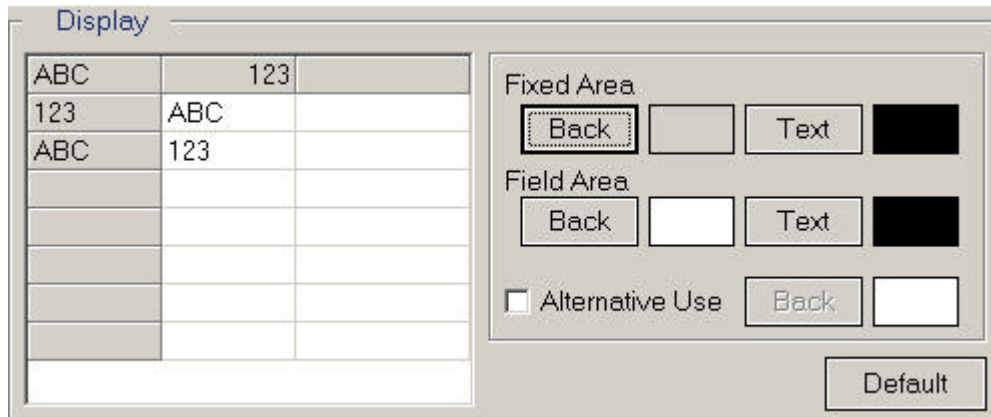 Display
ABC 123
123 ABC
ABC 123
Fixed Area
Back Text
Field Area
Back Text
Alternative Use Back
Default